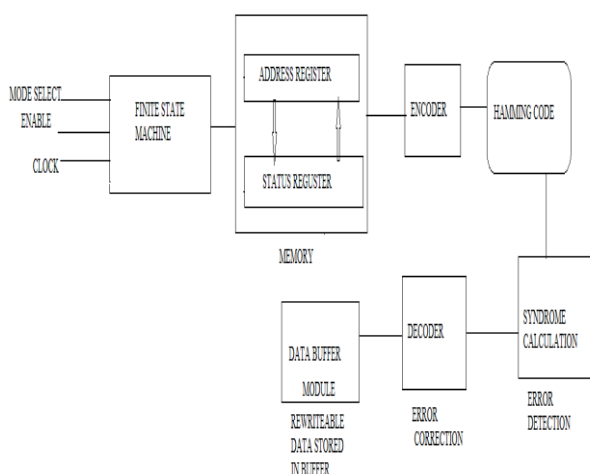 MODE SELECT
ENABLE
CLOCK
FINITE STATE
MACHINE
ADDRESS REGISTER
STATUS REGUSTER
MEMORY
ENCODER
HAMMING CODE
SYNDROME
CALCULATION
ERROR
DETECTION
DECODER
ERROR
CORRECTION
DATA BUFFER
MODULE
REWRITEABLE
DATA STORED
IN BUFFER